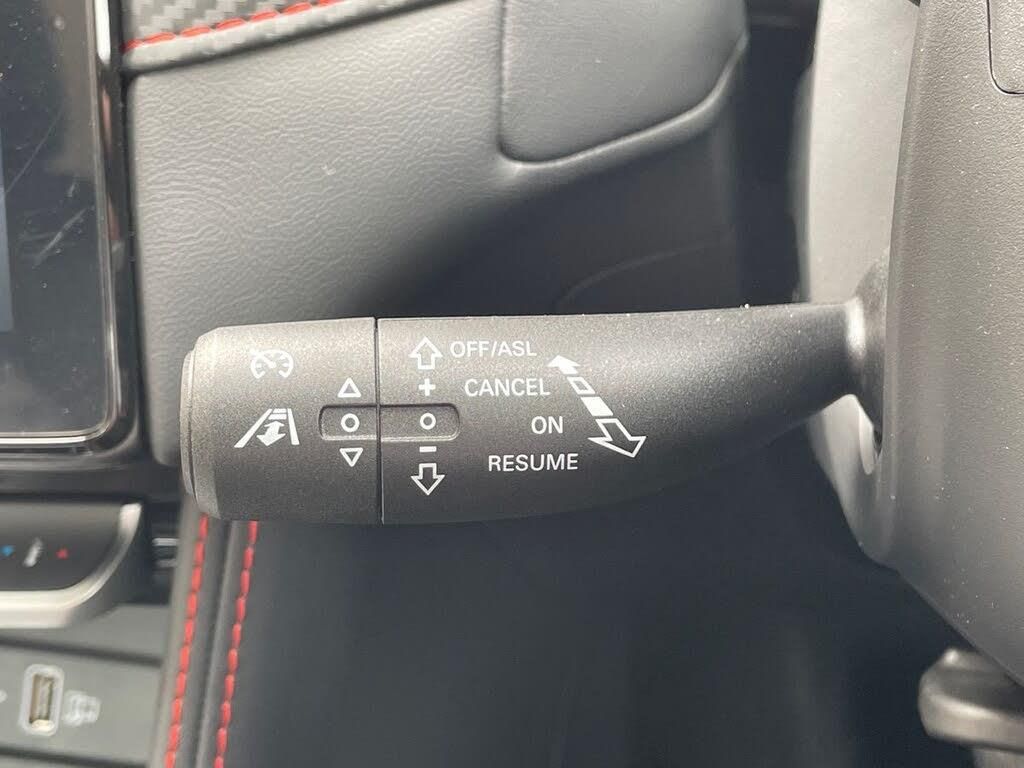 OFF/ASL
+ CANCEL
ON
- RESUME